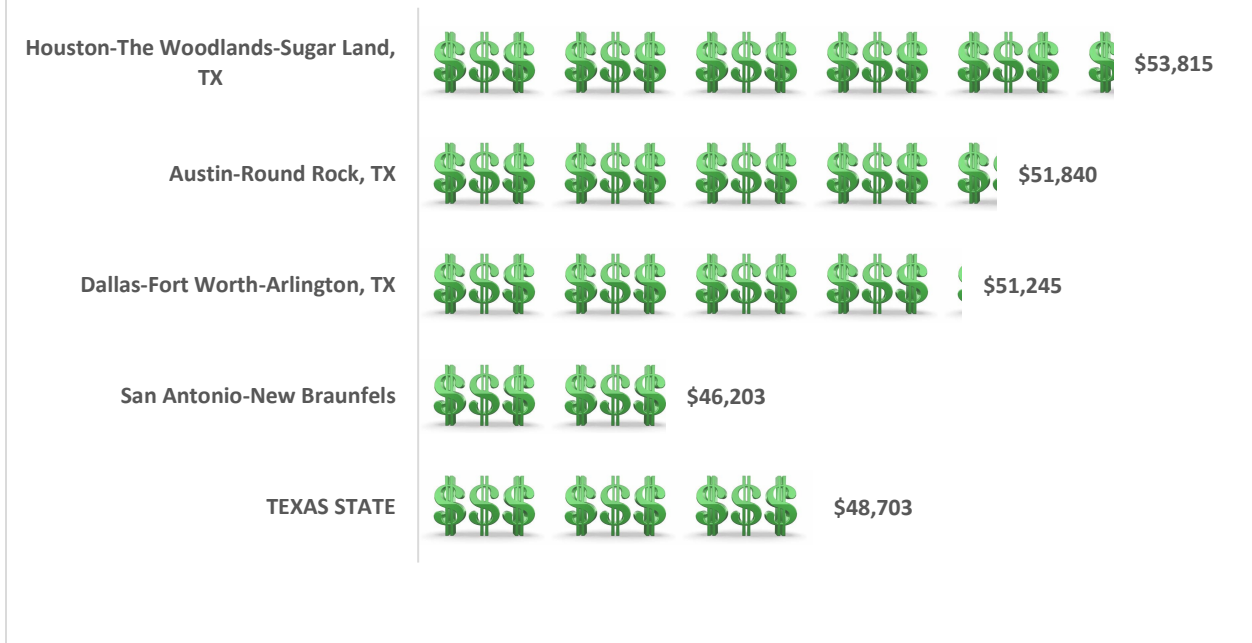 Houston-The Woodlands-Sugar Land,
TX
$53,815
Austin-Round Rock, TX
$51,840
Dallas-Fort Worth-Arlington, TX
$51,245
San Antonio-New Braunfels
$46,203
TEXAS STATE
$48,703